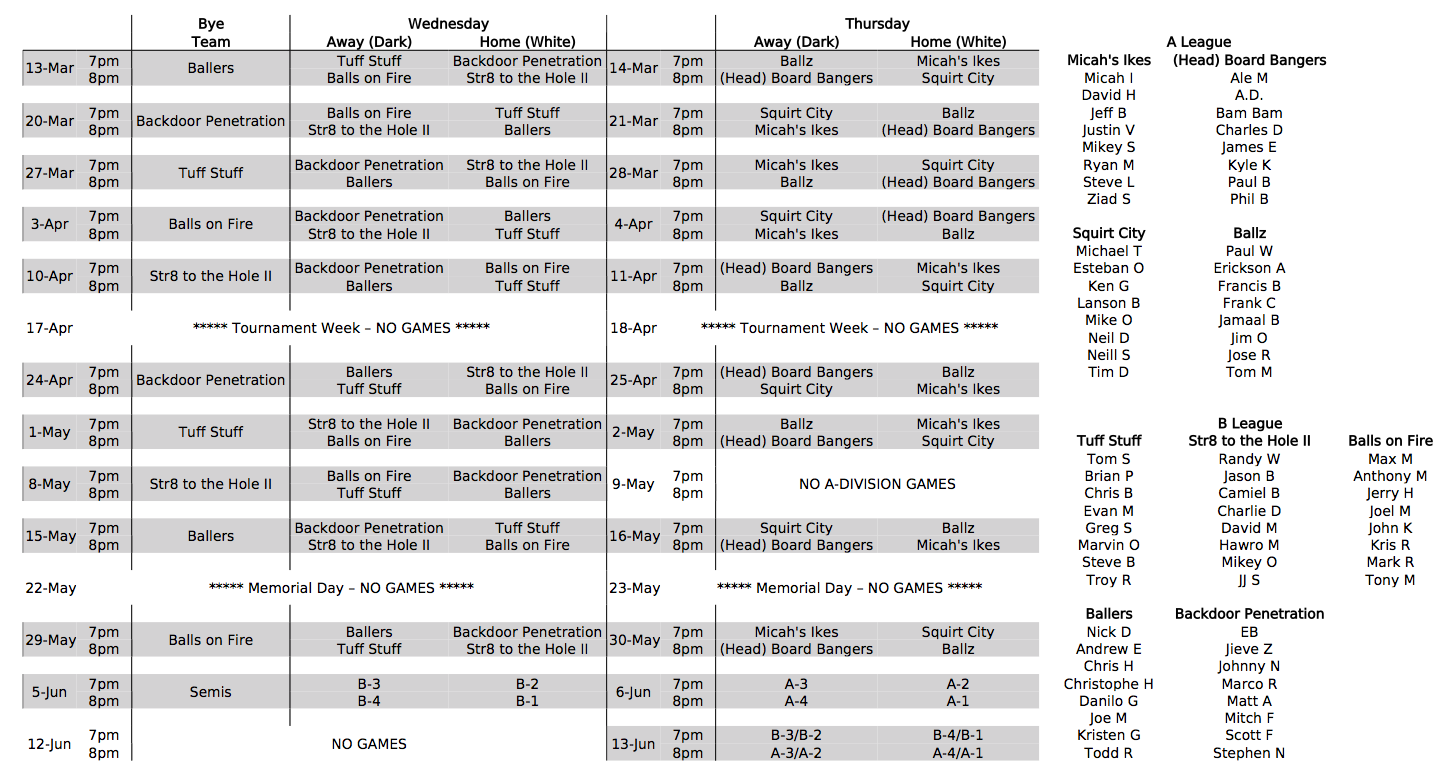 Bye Wednesday Thursday
Team Away (Dark) Home (White) Away (Dark) Home (White)
13-Mar 7pm Ballers Tuff Stuff Backdoor Penetration 14-Mar 7pm Ballz Micah's Ikes
8pm Balls on Fire Str8 to the Hole II 8pm (Head) Board Bangers Squirt City
20-Mar 7pm Backdoor Penetration Balls on Fire Tuff Stuff 21-Mar 7pm Squirt City Ballz
8pm Str8 to the Hole II Ballers 8pm Micah's Ikes (Head) Board Bangers
27-Mar 7pm Tuff Stuff Backdoor Penetration Str8 to the Hole II 28-Mar 7pm Micah's Ikes Squirt City
8pm Ballers Balls on Fire 8pm Ballz (Head) Board Bangers
3-Apr 7pm Balls on Fire Backdoor Penetration Ballers 4-Apr 7pm Squirt City (Head) Board Bangers
8pm Str8 to the Hole II Tuff Stuff 8pm Micah's Ikes Ballz
10-Apr 7pm Str8 to the Hole II Backdoor Penetration Balls on Fire 11-Apr 7pm (Head) Board Bangers Micah's Ikes
8pm Ballers Tuff Stuff 8pm Ballz Squirt City
17-Apr ***** Tournament Week – NO GAMES ***** 18-Apr ***** Tournament Week – NO GAMES *****
24-Apr 7pm Backdoor Penetration Ballers Str8 to the Hole II 25-Apr 7pm (Head) Board Bangers Ballz
8pm Tuff Stuff Balls on Fire 8pm Squirt City Micah's Ikes
1-May 7pm Tuff Stuff Str8 to the Hole II Backdoor Penetration 2-May 7pm Ballz Micah's Ikes
8pm Balls on Fire Ballers 8pm (Head) Board Bangers Squirt City
8-May 7pm Str8 to the Hole II Balls on Fire Backdoor Penetration 9-May 7pm NO A-DIVISION GAMES
8pm Tuff Stuff Ballers 8pm
15-May 7pm Ballers Backdoor Penetration Tuff Stuff 16-May 7pm Squirt City Ballz
8pm Str8 to the Hole II Balls on Fire 8pm (Head) Board Bangers Micah's Ikes
22-May ***** Memorial Day – NO GAMES ***** 23-May ***** Memorial Day – NO GAMES *****
29-May 7pm Balls on Fire Ballers Backdoor Penetration 30-May 7pm Micah's Ikes Squirt City
8pm Tuff Stuff Str8 to the Hole II 8pm (Head) Board Bangers Ballz
5-Jun 7pm Semis B-3 B-2 6-Jun 7pm A-3 A-2
8pm B-4 B-1 8pm A-4 A-1
12-Jun 7pm NO GAMES 13-Jun 7pm B-3/B-2 B-4/B-1
8pm 8pm A-3/A-2 A-4/A-1
A League
Micah's Ikes (Head) Board Bangers
Micah I Ale M
David H A.D.
Jeff B Bam Bam
Justin V Charles D
Mikey S James E
Ryan M Kyle K
Steve L Paul B
Ziad S Phil B
Squirt City Ballz
Michael T Paul W
Esteban O Erickson A
Ken G Francis B
Lanson B Frank C
Mike O Jamaal B
Neil D Jim O
Neill S Jose R
Tim D Tom M
B League
Tuff Stuff Str8 to the Hole II Balls on Fire
Tom S Randy W Max M
Brian P Jason B Anthony M
Chris B Camiel B Jerry H
Evan M Charlie D Joel M
Greg S David M John K
Marvin O Hawro M Kris R
Steve B Mikey O Mark R
Troy R JJ S Tony M
Ballers Backdoor Penetration
Nick D EB
Andrew E Jieve Z
Chris H Johnny N
Christophe H Marco R
Danilo G Matt A
Joe M Mitch F
Kristen G Scott F
Todd R Stephen N